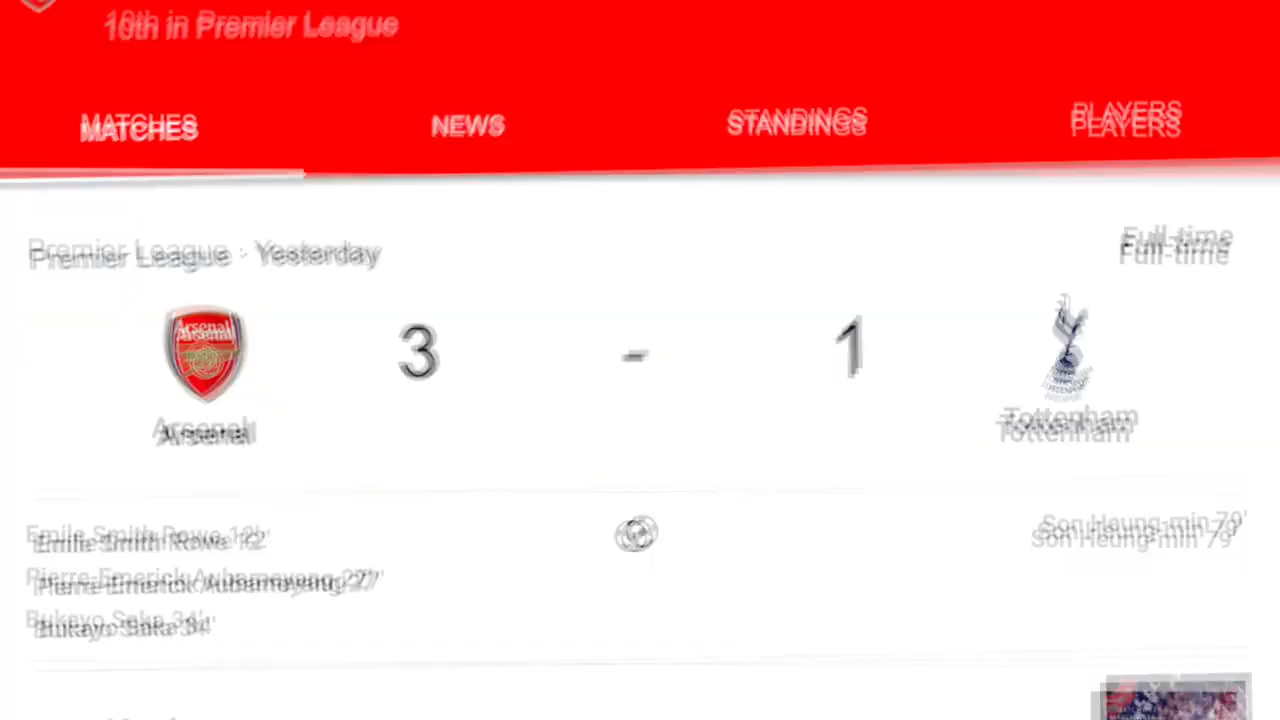 10th in Premier League
MATCHES NEWS STANDINGS PLAYERS
Premier League · Yesterday Full-time
Arsenal
3 - 1
Arsenal Tottenham
Emile Smith Rowe 12' Son Heung-min 79'
Pierre-Emerick Aubameyang 27'
Bukayo Saka 34'